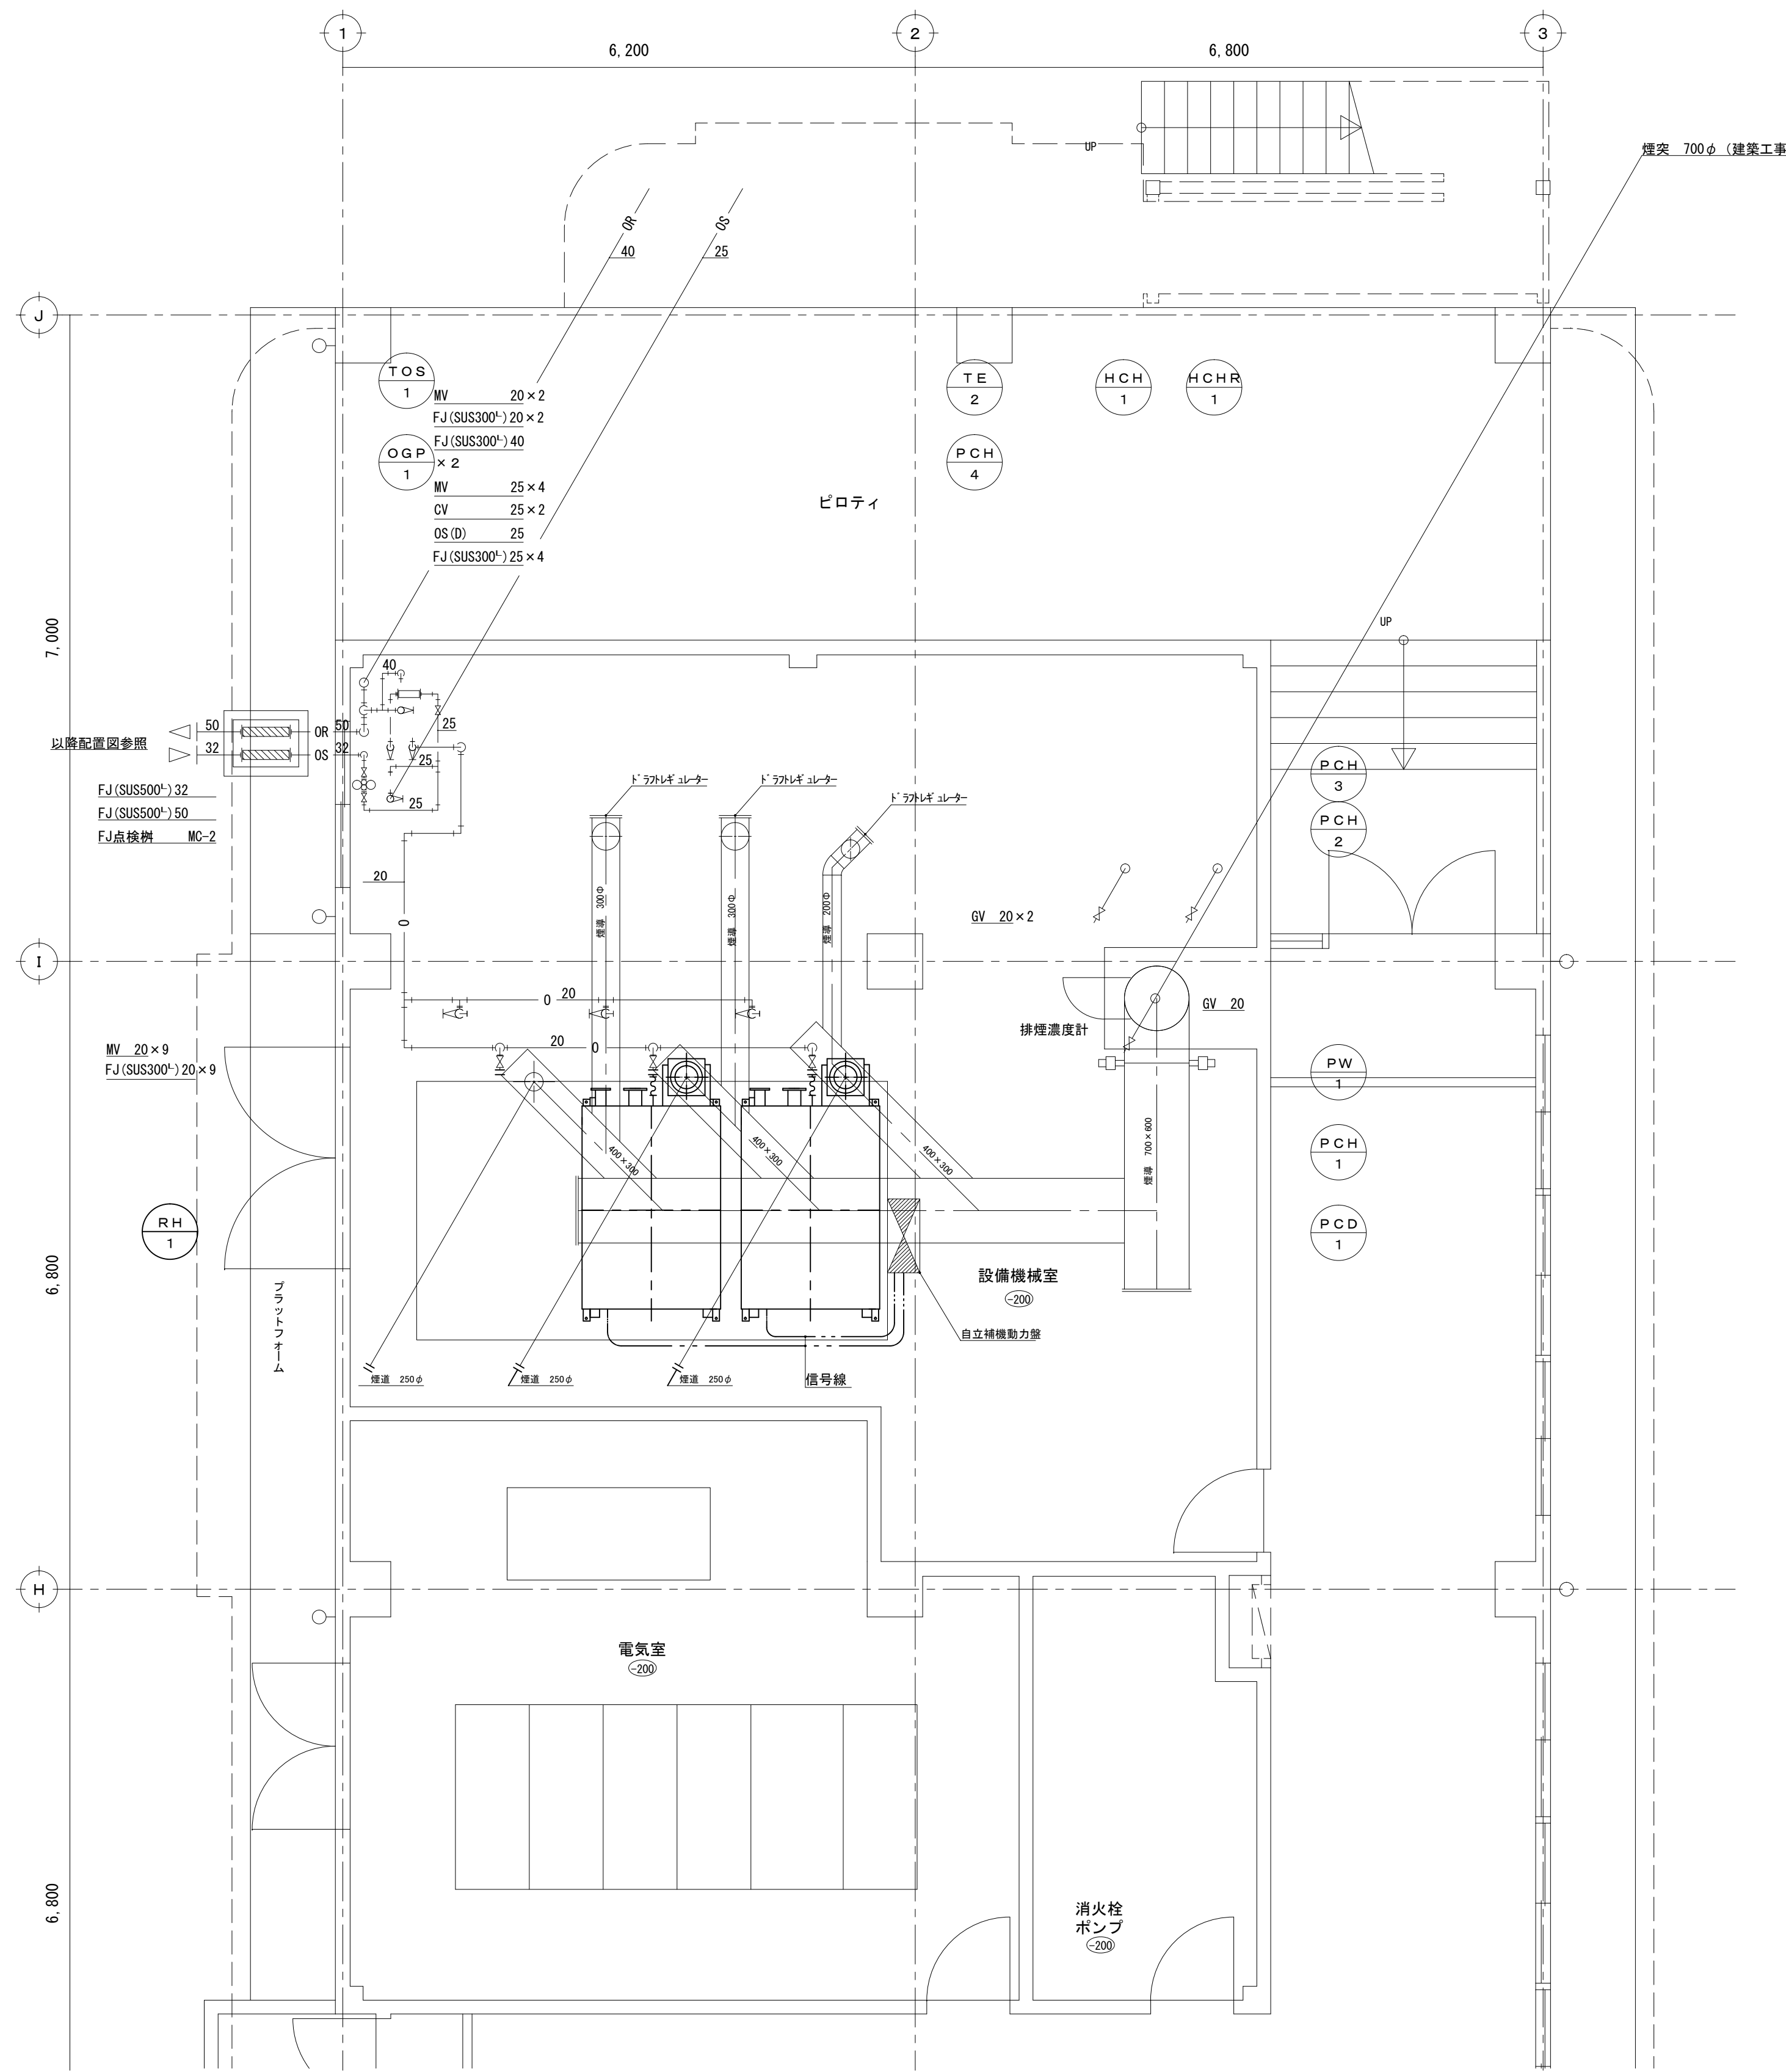 1
2
3
6,200
6,800
UP
煙突　700φ（建築工事
OR
40
OS
25
J
TOS
1
MV 20×2
FJ(SUS300L)20×2
FJ(SUS300L)40
OGP
1
×2
MV 25×4
CV 25×2
OS(D) 25
FJ(SUS300L)25×4
TE
2
PCH
4
HCH
1
HCHR
1
ピロティ
7,000
UP
40
25
25
25
50 OR 50
32 OS 32
以降配置図参照
FJ(SUS500L)32
FJ(SUS500L)50
FJ点検桝 MC-2
ドラフトレギュレーター
ドラフトレギュレーター
ドラフトレギュレーター
PCH
3
PCH
2
20
O
煙導 300Φ
煙導 300Φ
煙導 200Φ
GV 20×2
I
O 20
20 O
GV 20
排煙濃度計
MV 20×9
FJ(SUS300L)20×9
PW
1
400×300
400×300
400×300
煙導 700×600
PCH
1
RH
1
PCD
1
6,800
プラットフォーム
設備機械室
-200
自立補機動力盤
煙道 250φ
煙道 250φ
煙道 250φ
信号線
H
電気室
-200
6,800
消火栓
ポンプ
-200